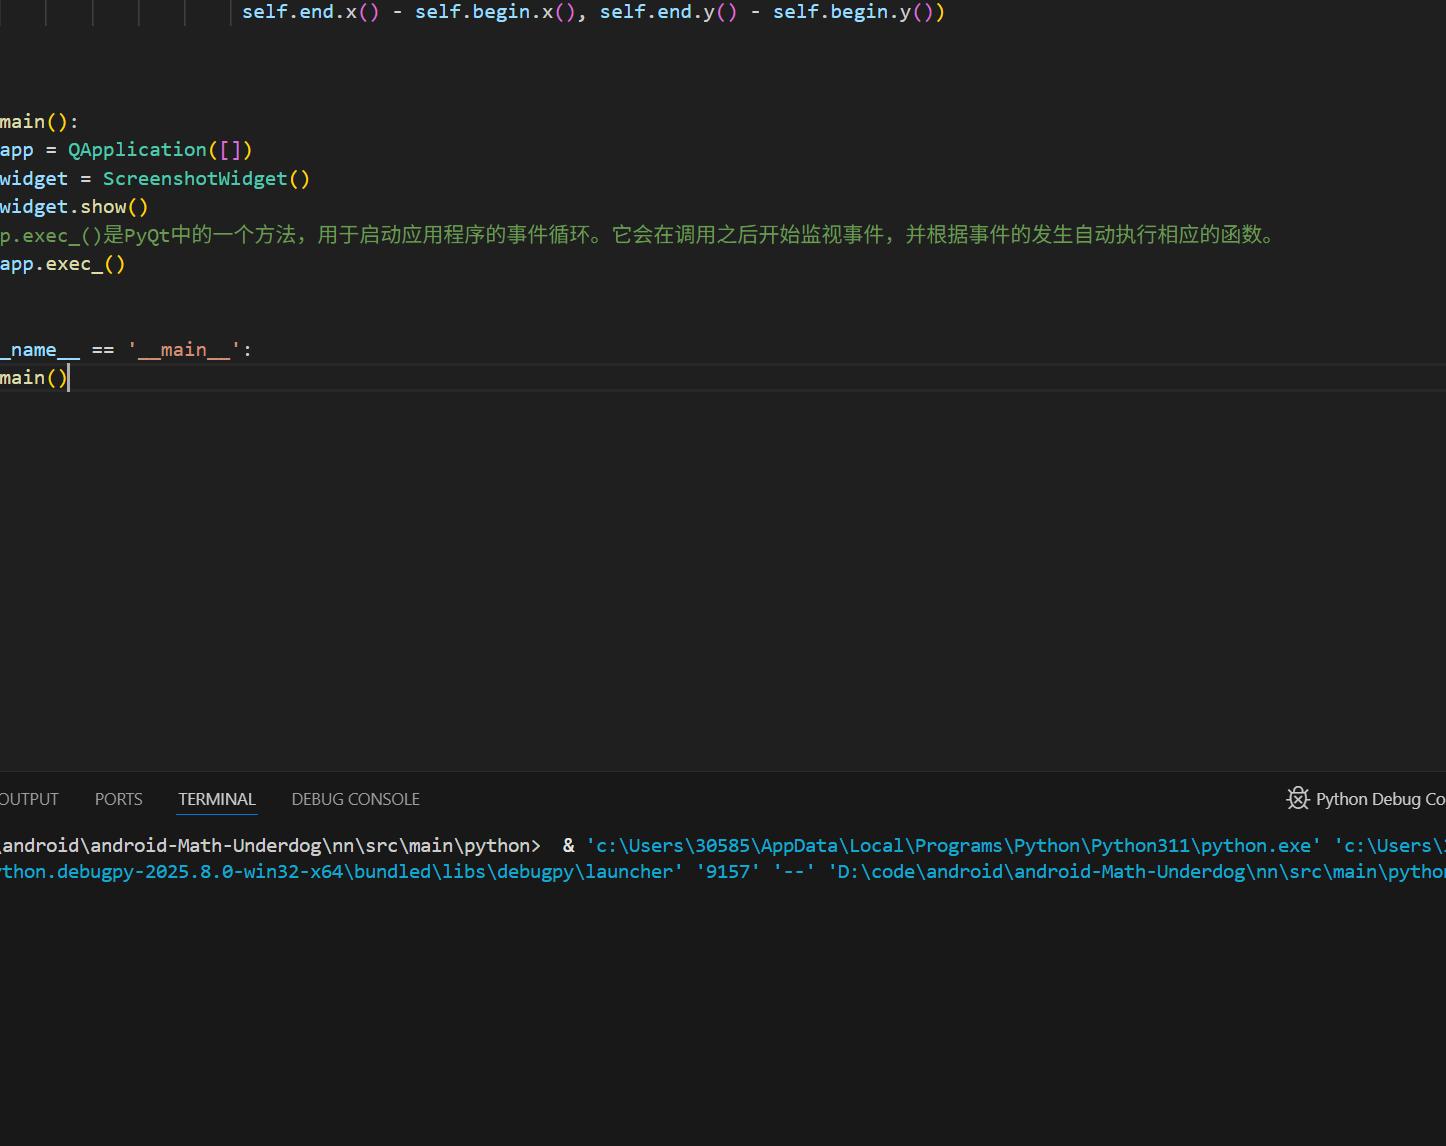 self.end.x() - self.begin.x(), self.end.y() - self.begin.y())
main():
app = QApplication([])
widget = ScreenshotWidget()
widget.show()
p.exec_()是PyQt中的一个方法，用于启动应用程序的事件循环。它会在调用之后开始监视事件，并根据事件的发生自动执行相应的函数。
app.exec_()
_name__ == '__main__':
main()
OUTPUT PORTS TERMINAL DEBUG CONSOLE Python Debug Co
\android\android-Math-Underdog\nn\src\main\python>  & 'c:\Users\30585\AppData\Local\Programs\Python\Python311\python.exe' 'c:\Users\
ython.debugpy-2025.8.0-win32-x64\bundled\libs\debugpy\launcher' '9157' '--' 'D:\code\android\android-Math-Underdog\nn\src\main\python